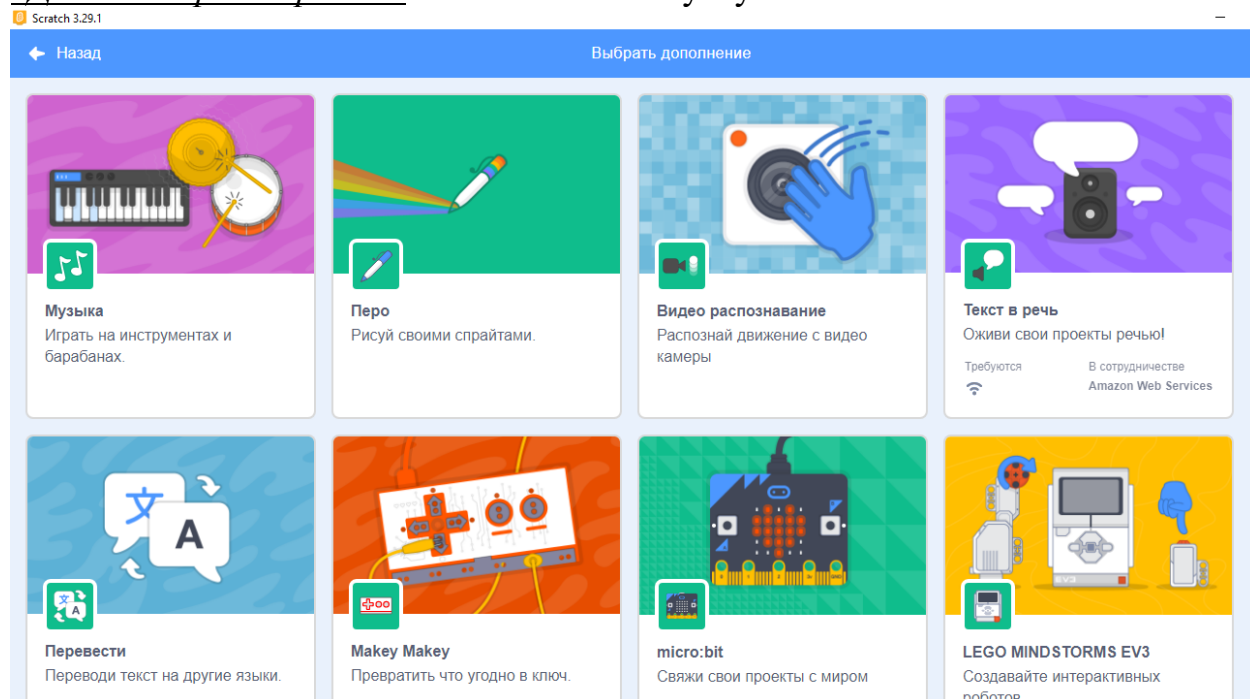 Scratch 3.29.1
Назад
Выбрать дополнение
Музыка
Играть на инструментах и
барабанах.
Перо
Рисуй своими спрайтами.
Видео распознавание
Распознай движение с видео
камеры
Текст в речь
Оживи свои проекты речью!
Требуются
В сотрудничестве
Amazon Web Services
文
A
Перевести
Переводи текст на другие языки.
Makey Makey
Превратить что угодно в ключ.
micro:bit
Свяжи свои проекты с миром
EV3
LEGO MINDSTORMS EV3
Создавайте интерактивных
роботов